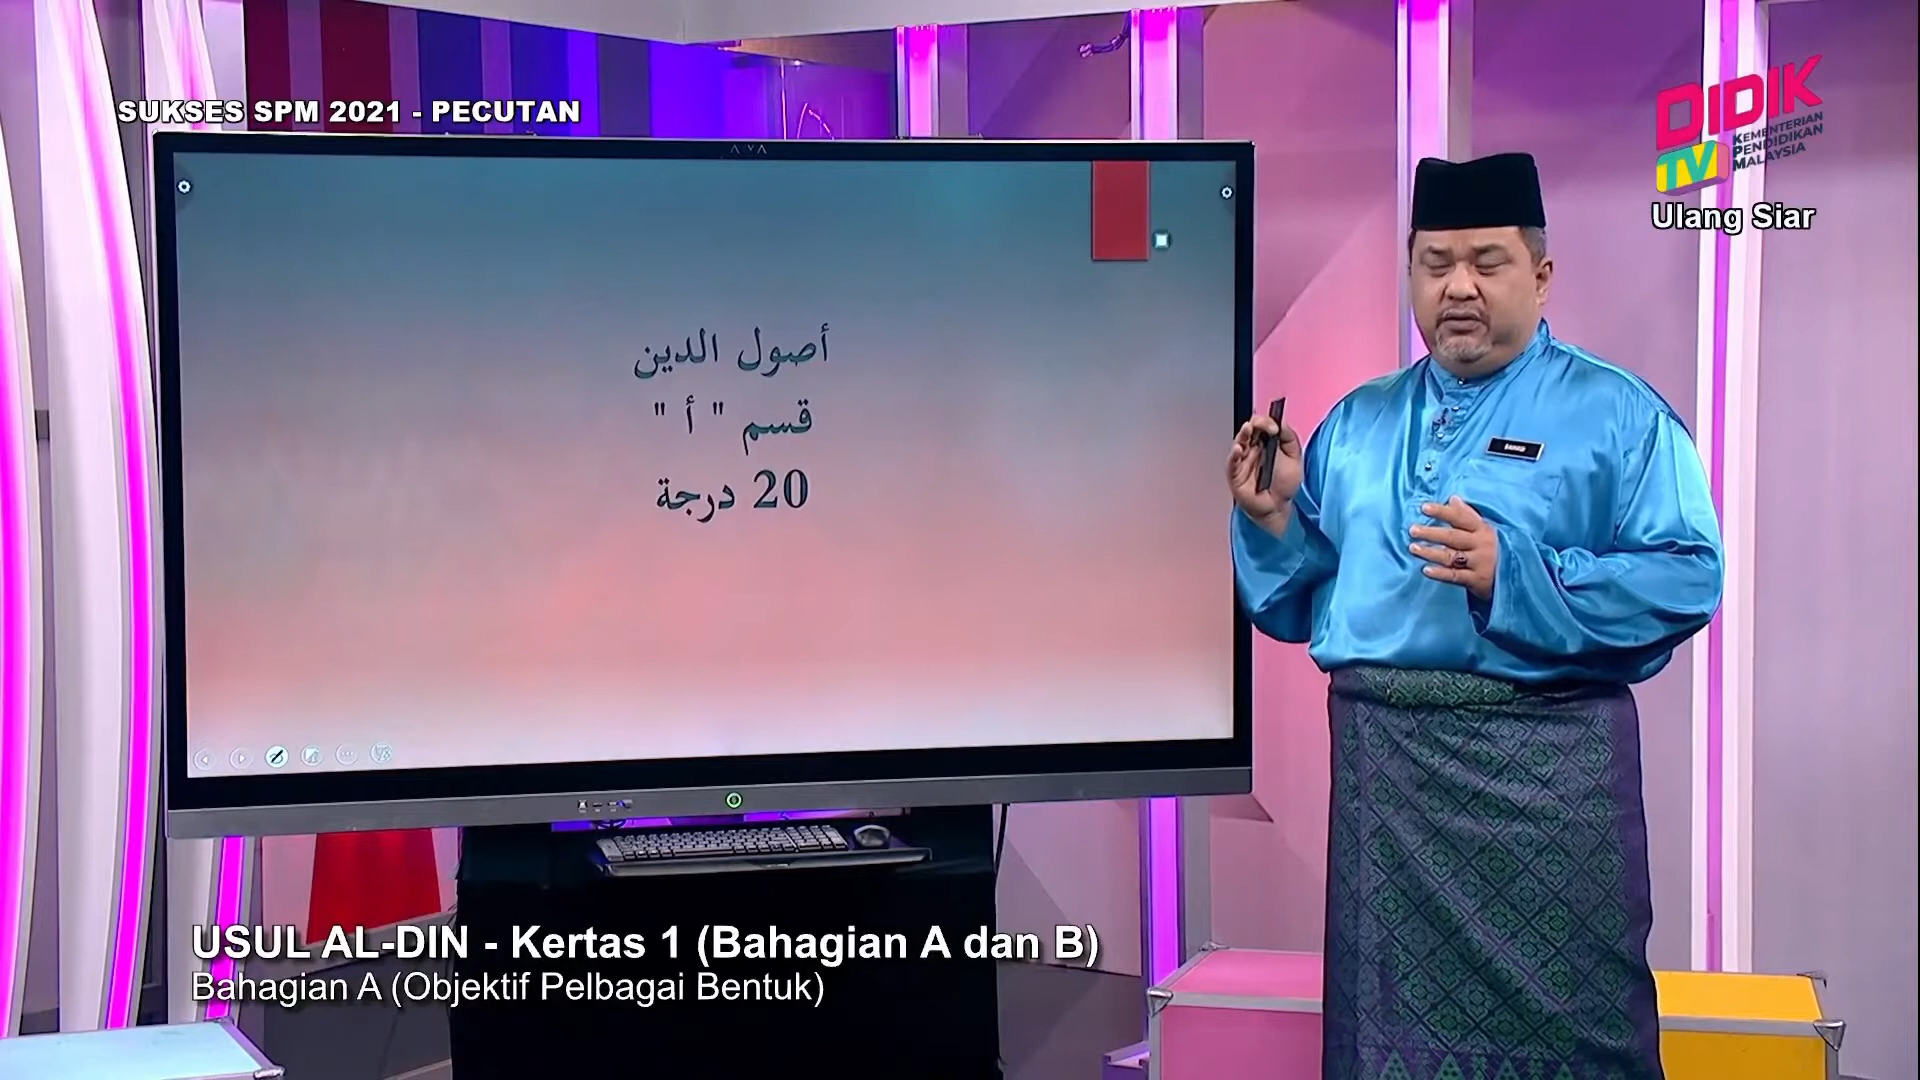 SUKSES SPM 2021 - PECUTAN
DIDIK
TV
KEMENTERIAN
PENDIDIKAN
MALAYSIA
Ulang Siar
أصول الدين
قسم " أ "
20 درجة
USUL AL-DIN - Kertas 1 (Bahagian A dan B)
Bahagian A (Objektif Pelbagai Bentuk)